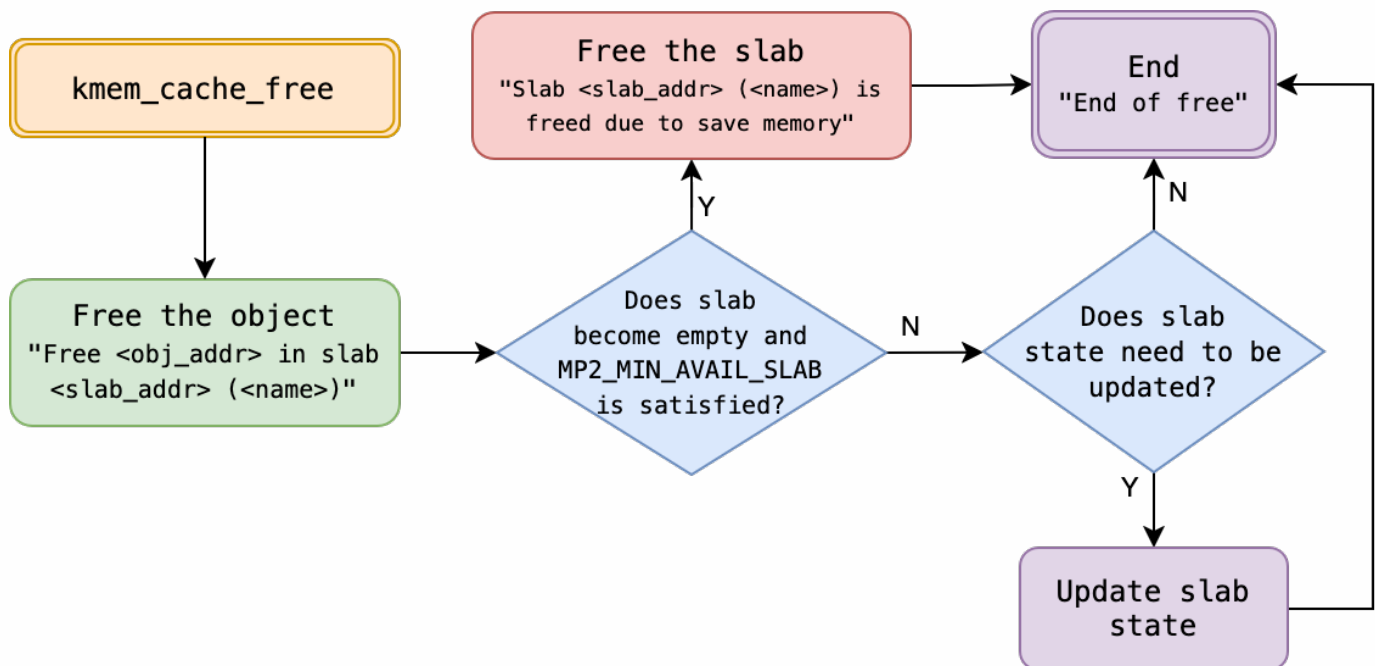 kmem_cache_free
Free the object
"Free <obj_addr> in slab
<slab_addr> (<name>)"
Does slab
become empty and
MP2_MIN_AVAIL_SLAB
is satisfied?
Y
Free the slab
"Slab <slab_addr> (<name>) is
freed due to save memory"
N
Does slab
state need to be
updated?
N
End
"End of free"
Y
Update slab
state